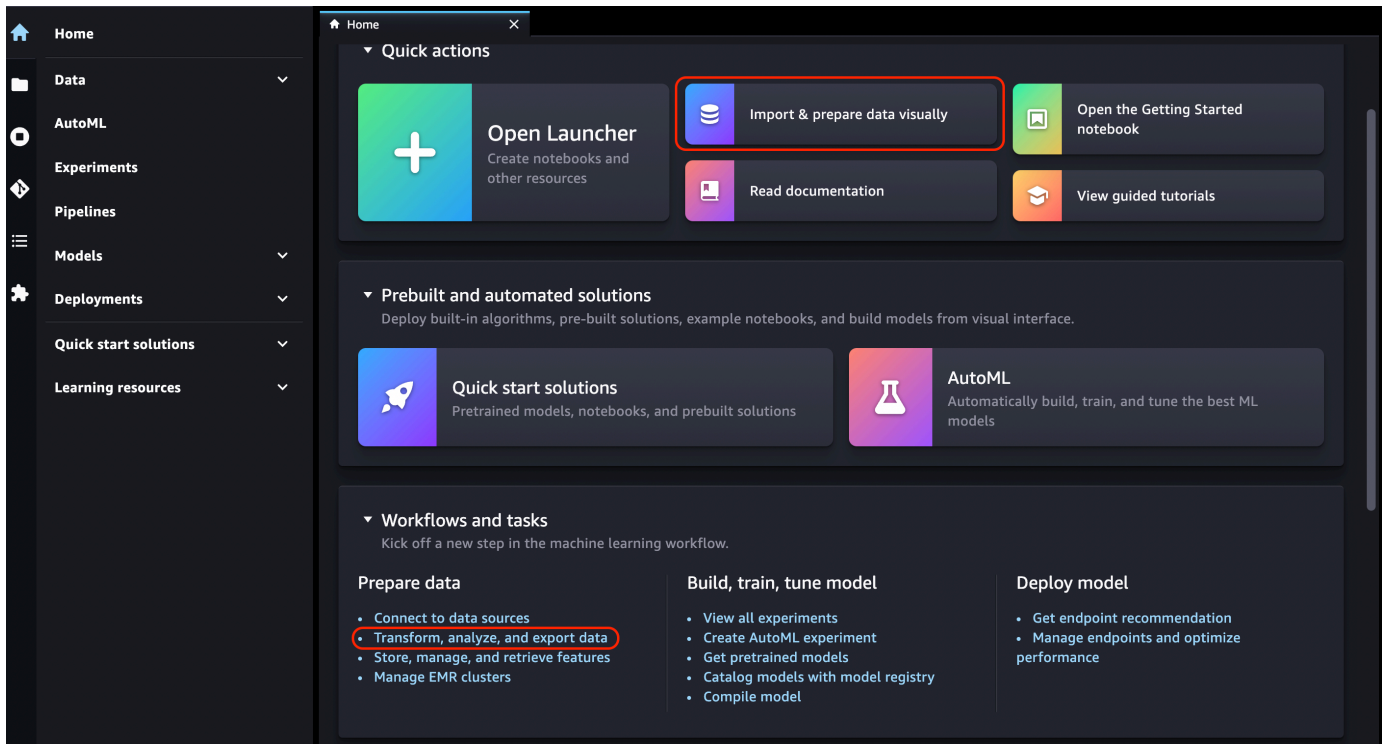 Home
Data
AutoML
Experiments
Pipelines
Models
Deployments
Quick start solutions
Learning resources
Home
Quick actions
Open Launcher
Create notebooks and
other resources
Import & prepare data visually
Read documentation
Open the Getting Started
notebook
View guided tutorials
Prebuilt and automated solutions
Deploy built-in algorithms, pre-built solutions, example notebooks, and build models from visual interface.
Quick start solutions
Pretrained models, notebooks, and prebuilt solutions
AutoML
Automatically build, train, and tune the best ML
models
Workflows and tasks
Kick off a new step in the machine learning workflow.
Prepare data
• Connect to data sources
• Transform, analyze, and export data
• Store, manage, and retrieve features
• Manage EMR clusters
Build, train, tune model
• View all experiments
• Create AutoML experiment
• Get pretrained models
• Catalog models with model registry
• Compile model
Deploy model
• Get endpoint recommendation
• Manage endpoints and optimize
performance